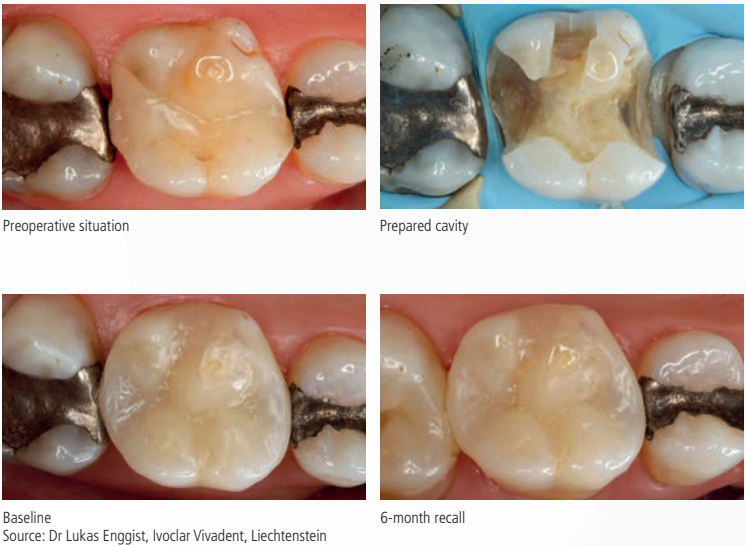 Preoperative situation
Prepared cavity
Baseline
Source: Dr Lukas Enggist, Ivoclar Vivadent, Liechtenstein
6-month recall